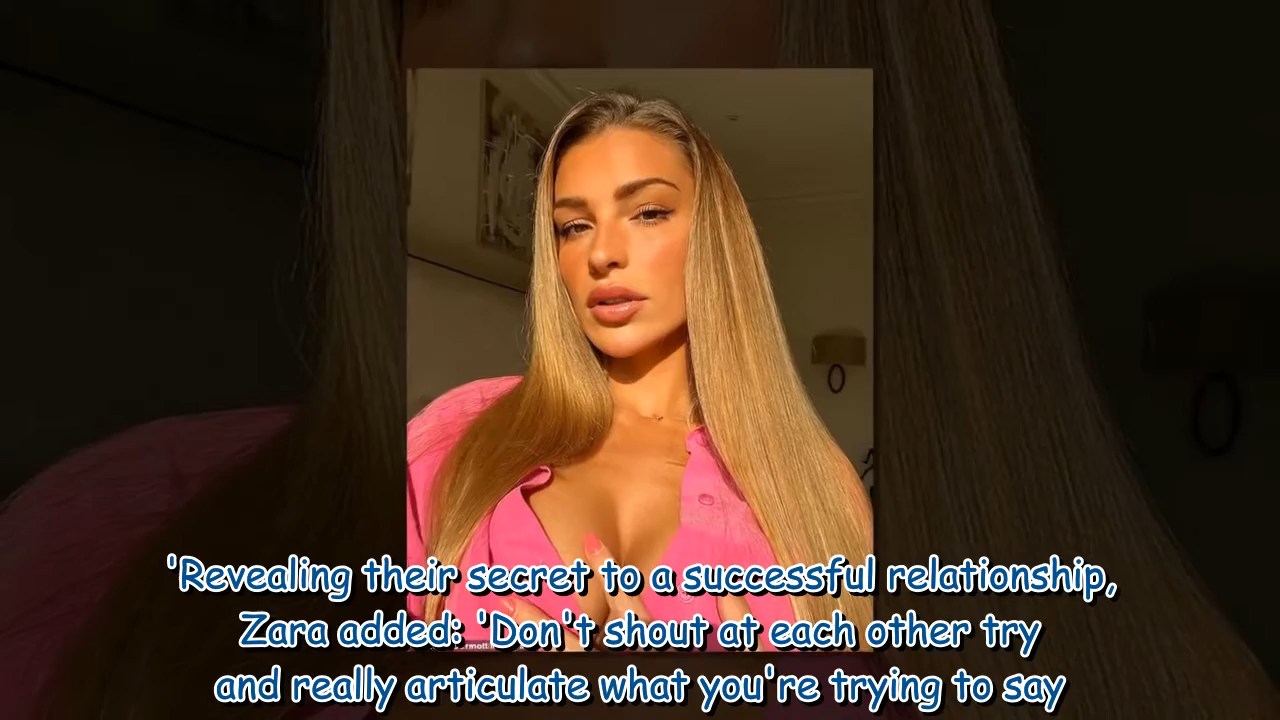 'Revealing their secret to a successful relationship,
Zara added: 'Don't shout at each other try
and really articulate what you're trying to say